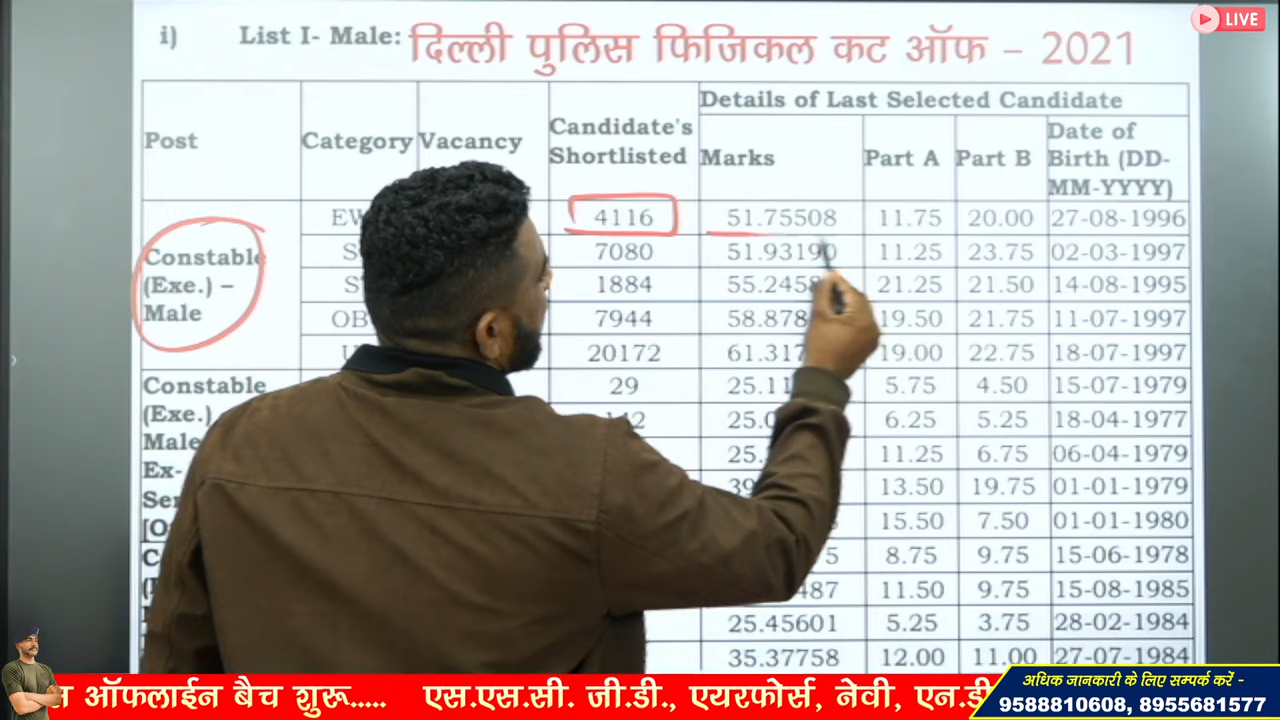 LIVE
i) List I- Male: दिल्ली पुलिस फिजिकल कट ऑफ – 2021
Details of Last Selected Candidate
Post Category Vacancy Candidate's Shortlisted Marks Part A Part B Date of Birth (DD-MM-YYYY)
Constable (Exe.) – Male
4116 51.75508 11.75 20.00 27-08-1996
7080 51.93190 11.25 23.75 02-03-1997
1884 21.25 21.50 14-08-1995
7944 19.50 21.75 11-07-1997
20172 19.00 22.75 18-07-1997
Constable (Exe.) Male
29 5.75 4.50 15-07-1979
6.25 5.25 18-04-1977
11.25 6.75 06-04-1979
13.50 19.75 01-01-1979
15.50 7.50 01-01-1980
8.75 9.75 15-06-1978
11.50 9.75 15-08-1985
25.45601 5.25 3.75 28-02-1984
35.37758 12.00 11.00 27-07-1984
ऑफलाईन बैच शुरू..... एस.एस.सी. जी.डी., एयरफोर्स, नेवी,
अधिक जानकारी के लिए सम्पर्क करें -
9588810608, 8955681577